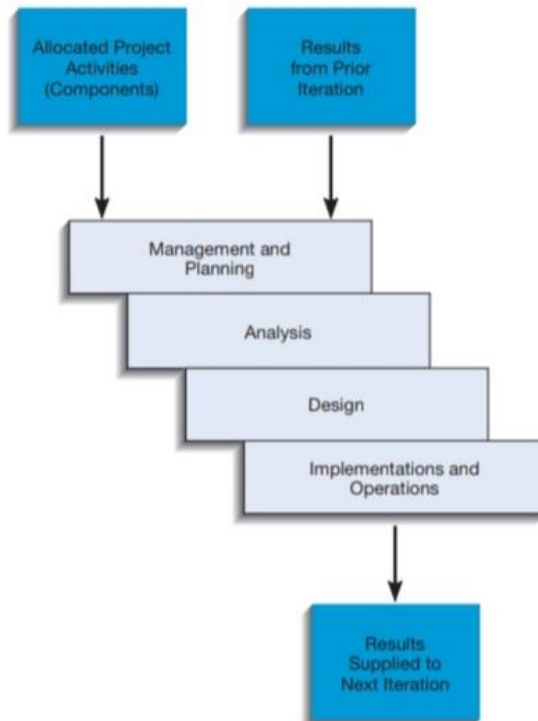 Allocated Project
Activities
(Components)
Results
from Prior
Iteration
Management and
Planning
Analysis
Design
Implementations and
Operations
Results
Supplied to
Next Iteration